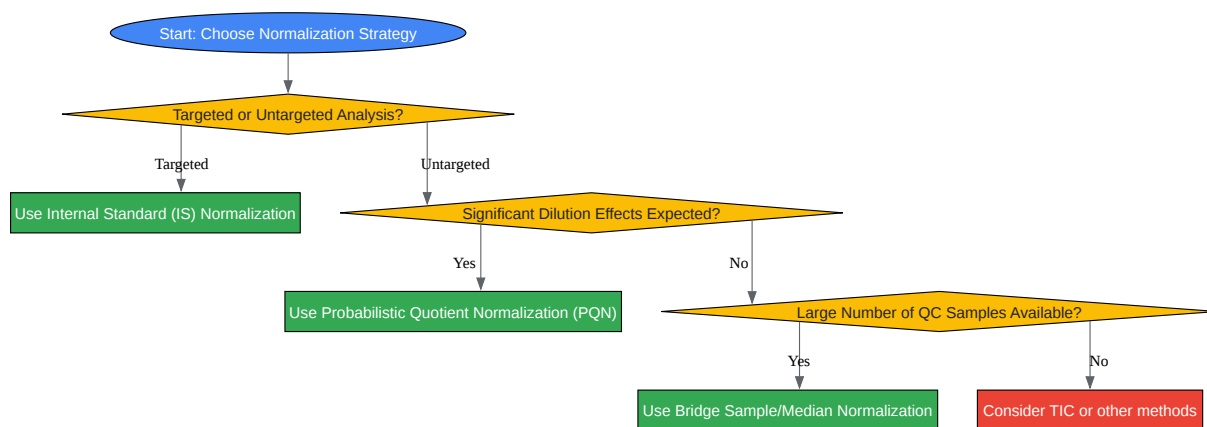 Start: Choose Normalization Strategy
Targeted or Untargeted Analysis?
Targeted
Untargeted
Use Internal Standard (IS) Normalization
Significant Dilution Effects Expected?
Yes
No
Use Probabilistic Quotient Normalization (PQN)
Large Number of QC Samples Available?
Yes
No
Use Bridge Sample/Median Normalization
Consider TIC or other methods